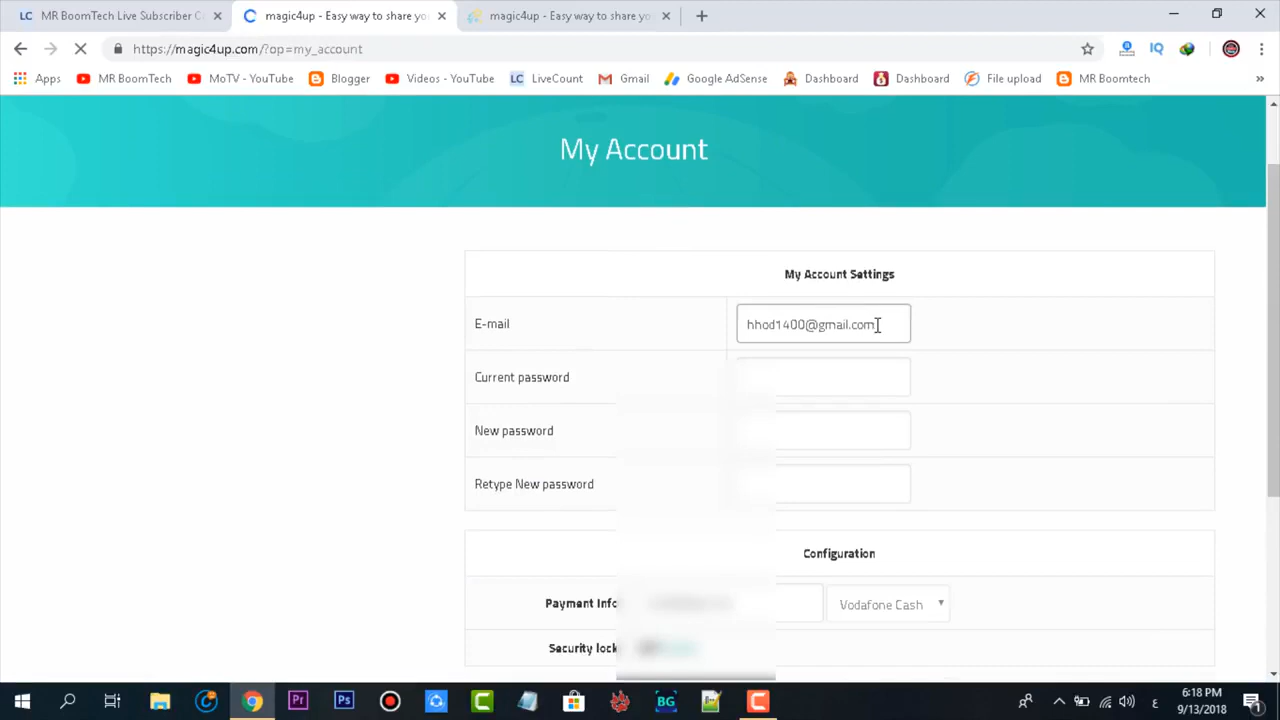 MR BoomTech Live Subscriber C
magic4up - Easy way to share yo
magic4up - Easy way to share yo
https://magic4up.com/?op=my_account
Apps
MR BoomTech
MoTV - YouTube
Blogger
Videos - YouTube
LiveCount
Gmail
Google AdSense
Dashboard
Dashboard
File upload
MR Boomtech
My Account
My Account Settings
E-mail
hhod1400@gmail.com
Current password
New password
Retype New password
Configuration
Payment Info
Vodafone Cash
Security lock
6:18 PM
9/13/2018